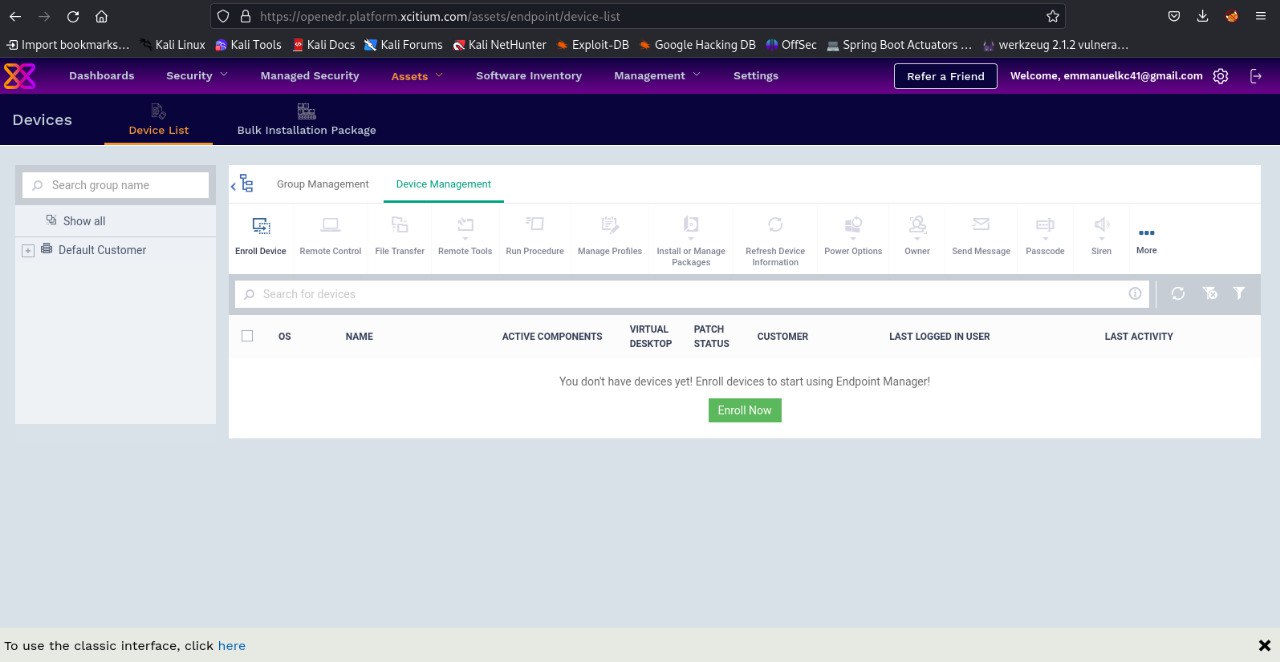 https://openedr.platform.xcitium.com/assets/endpoint/device-list
Import bookmarks... Kali Linux Kali Tools Kali Docs Kali Forums Kali NetHunter Exploit-DB Google Hacking DB OffSec Spring Boot Actuators ... werkzeug 2.1.2 vulnera...
Dashboards Security Managed Security Assets Software Inventory Management Settings Refer a Friend Welcome, emmanuelkc41@gmail.com
Devices Device List Bulk Installation Package
Search group name
Show all
Default Customer
Group Management Device Management
Enroll Device Remote Control File Transfer Remote Tools Run Procedure Manage Profiles Install or Manage Packages Refresh Device Information Power Options Owner Send Message Passcode Siren More
Search for devices
OS NAME ACTIVE COMPONENTS VIRTUAL DESKTOP PATCH STATUS CUSTOMER LAST LOGGED IN USER LAST ACTIVITY
You don't have devices yet! Enroll devices to start using Endpoint Manager!
Enroll Now
To use the classic interface, click here